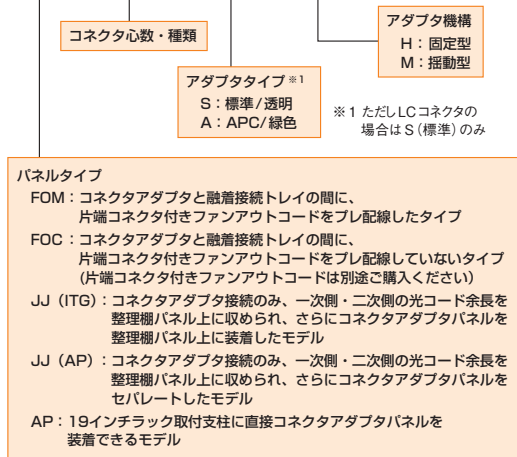 コネクタ心数・種類
アダプタタイプ※1
S:標準/透明
A:APC/緑色
アダプタ機構
H:固定型
M:揺動型
※1 ただしLCコネクタの
場合はS(標準)のみ
パネルタイプ
FOM:コネクタアダプタと融着接続トレイの間に、
片端コネクタ付きファンアウトコードをプレ配線したタイプ
FOC:コネクタアダプタと融着接続トレイの間に、
片端コネクタ付きファンアウトコードをプレ配線していないタイプ
(片端コネクタ付きファンアウトコードは別途ご購入ください)
JJ(ITG):コネクタアダプタ接続のみ、一次側・二次側の光コード余長を
整理棚パネル上に収められ、さらにコネクタアダプタパネルを
整理棚パネル上に装着したモデル
JJ(AP):コネクタアダプタ接続のみ、一次側・二次側の光コード余長を
整理棚パネル上に収められ、さらにコネクタアダプタパネルを
セパレートしたモデル
AP:19インチラック取付支柱に直接コネクタアダプタパネルを
装着できるモデル